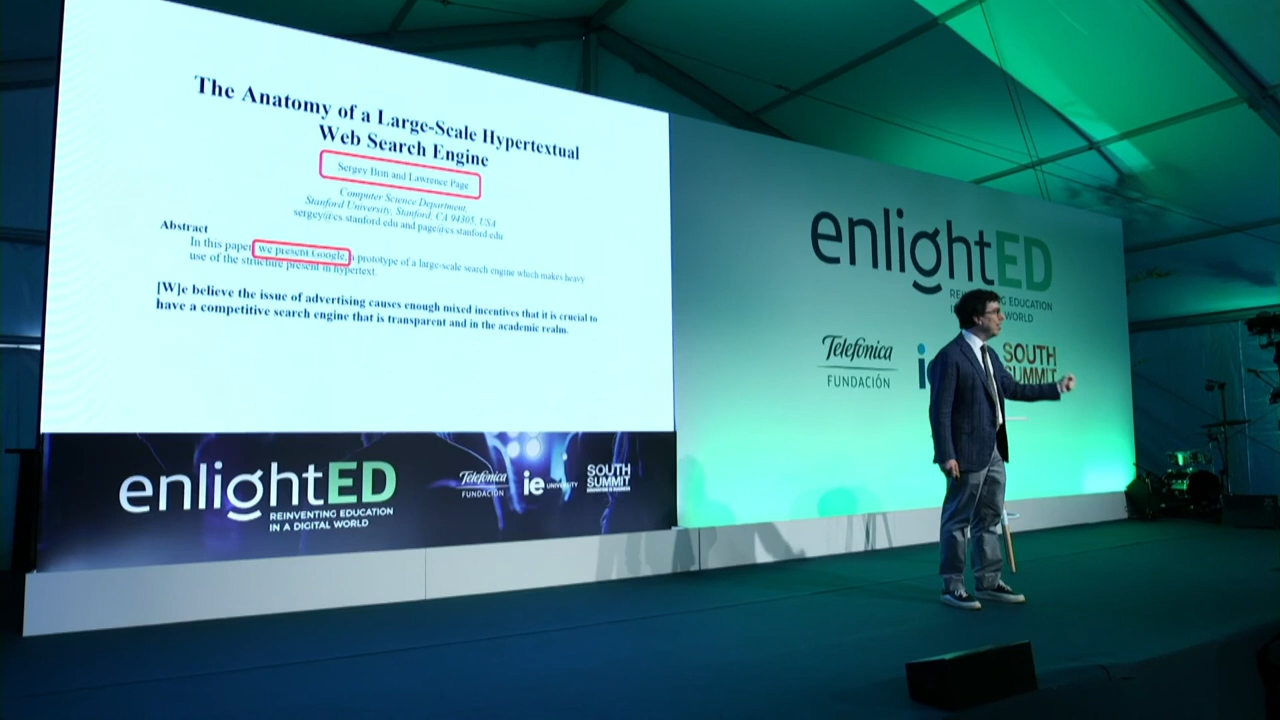 The Anatomy of a Large-Scale Hypertextual
Web Search Engine
Sergey Brin and Lawrence Page
Computer Science Department,
Stanford University, Stanford, CA 94305, USA
sergey@cs.stanford.edu and page@cs.stanford.edu
Abstract
In this paper, we present Google, a prototype of a large-scale search engine which makes heavy
use of the structure present in hypertext.
[W]e believe the issue of advertising causes enough mixed incentives that it is crucial to
have a competitive search engine that is transparent and in the academic realm.
enlightED
REINVENTING EDUCATION
IN A DIGITAL WORLD
Telefónica
FUNDACIÓN
ie UNIVERSITY
SOUTH
SUMMIT
enlightED
EDUCATION
WORLD
Telefónica
FUNDACIÓN
ie
SOUTH
SUMMIT